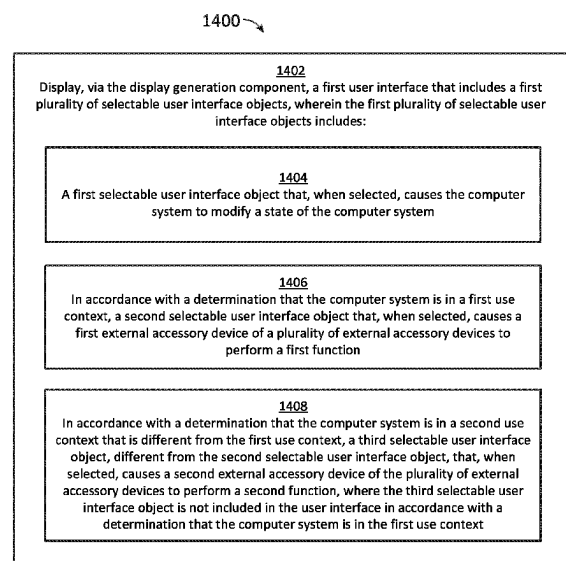 1400
1402
Display, via the display generation component, a first user interface that includes a first
plurality of selectable user interface objects, wherein the first plurality of selectable user
interface objects includes:
1404
A first selectable user interface object that, when selected, causes the computer
system to modify a state of the computer system
1406
In accordance with a determination that the computer system is in a first use
context, a second selectable user interface object that, when selected, causes a
first external accessory device of a plurality of external accessory devices to
perform a first function
1408
In accordance with a determination that the computer system is in a second use
context that is different from the first use context, a third selectable user interface
object, different from the second selectable user interface object, that, when
selected, causes a second external accessory device of the plurality of external
accessory devices to perform a second function, where the third selectable user
interface object is not included in the user interface in accordance with a
determination that the computer system is in the first use context